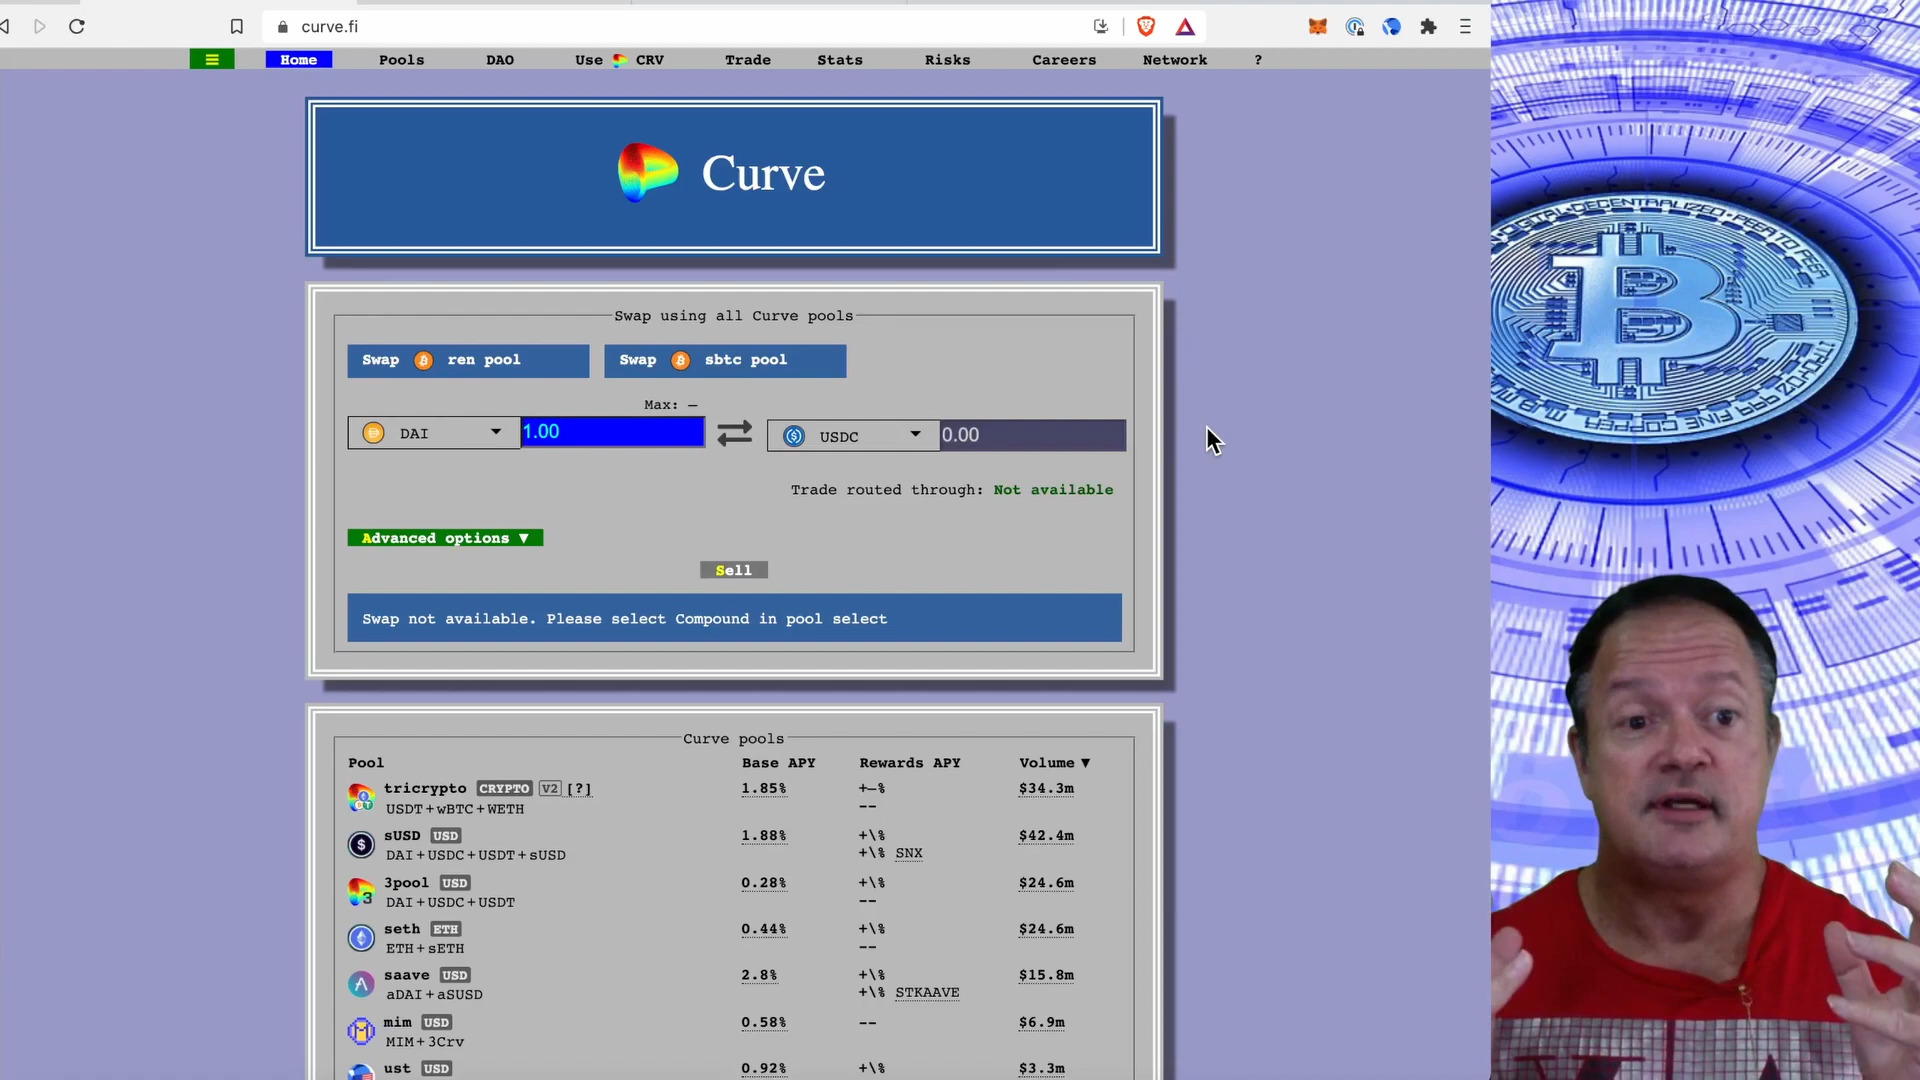 curve.fi
Home Pools DAO Use CRV Trade Stats Risks Careers Network ?
Curve
Swap using all Curve pools
Swap ren pool Swap sbtc pool
Max: —
DAI 1.00 USDC 0.00
Trade routed through: Not available
Advanced options ▼
Sell
Swap not available. Please select Compound in pool select
Curve pools
Pool Base APY Rewards APY Volume ▼
tricrypto CRYPTO V2 [?] 1.85% +—% $34.3m
USDT+wBTC+WETH --
sUSD USD 1.88% +\% $42.4m
DAI+USDC+USDT+sUSD +\% SNX
3pool USD 0.28% +\% $24.6m
DAI+USDC+USDT --
seth ETH 0.44% +\% $24.6m
ETH+sETH --
saave USD 2.8% +\% $15.8m
aDAI+aSUSD +\% STKAAVE
mim USD 0.58% -- $6.9m
MIM+3Crv
ust USD 0.92% +\% $3.3m
DIGITAL·DECENTRALIZED·PEER TO PEER